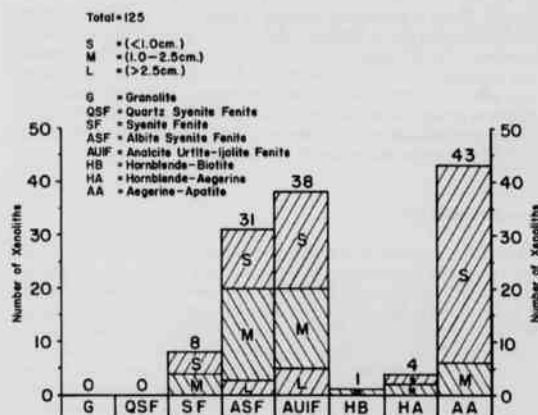 Total=125
S =(<1.0cm.)
M =(1.0-2.5cm.)
L =(>2.5cm.)
G =Granolite
QSF =Quartz Syenite Fenite
SF =Syenite Fenite
ASF =Albite Syenite Fenite
AUIF =Analcite Urtite-Ijolite Fenite
HB =Hornblende-Biotite
HA =Hornblende-Aegerine
AA =Aegerine-Apatite
50 43 50
40 38 40
31
30 S 30
S S
20 20
Number of Xenoliths Number of Xenoliths
M M
10 8 10
S 4
0 0 M L L 1 M
0 0
G QSF SF ASF AUIF HB HA AA